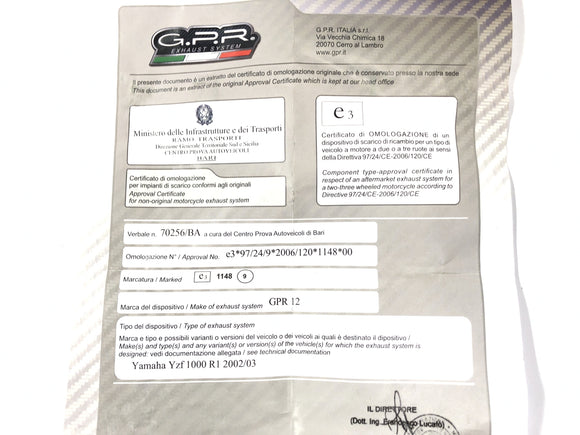 G.P.R.
EXHAUST SYSTEM
G.P.R. ITALIA s.r.l.
Via Vecchia Chimica 18
20070 Cerro al Lambro
www.gpr.it
Il presente documento è un estratto del certificato di omologazione originale che è conservato presso la nostra sede
This document is an extract of the original Approval Certificate which is kept at our head office
Ministero delle Infrastrutture e dei Trasporti
RAMO TRASPORTI
Direzione Generale Territoriale Sud e Sicilia
CENTRO PROVA AUTOVEICOLI
BARI
Certificato di omologazione
per impianti di scarico conformi agli originali
Approval Certificate
for non-original motorcycle exhaust system
e3
Certificato di OMOLOGAZIONE di un
dispositivo di scarico di ricambio per un tipo di
veicolo a motore a due o a tre ruote ai sensi
della Direttiva 97/24/CE-2006/120/CE
Component type-approval certificate in
respect of an aftermarket exhaust system for
a two-three wheeled motorcycle according to
Directive 97/24/CE-2006/120/CE
Verbale n. 70256/BA a cura del Centro Prova Autoveicoli di Bari
Omologazione N° / Approval No. e3*97/24/9*2006/120*1148*00
Marcatura / Marked e3 1148 9
Marca del dispositivo / Make of exhaust system GPR 12
Tipo del dispositivo / Type of exhaust system
Marca e tipo e possibili varianti o versioni del veicolo o dei veicoli ai quali è destinato il dipositivo /
Make(s) and type(s) and any variant(s) or version(s) of the vehicle(s) for which the exhaust system is
designed: vedi documentazione allegata / see technical documentation
Yamaha Yzf 1000 R1 2002/03
IL DIRETTORE
(Dott. Ing. Francesco Lucafò)